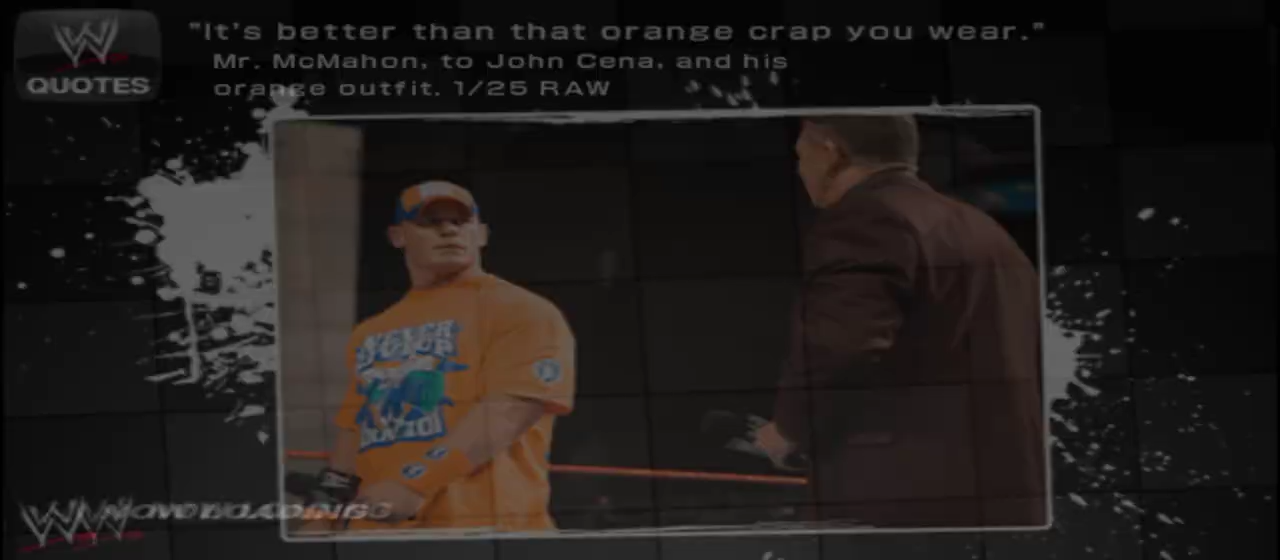 QUOTES
"It's better than that orange crap you wear."
Mr. McMahon, to John Cena, and his
orange outfit. 1/25 RAW